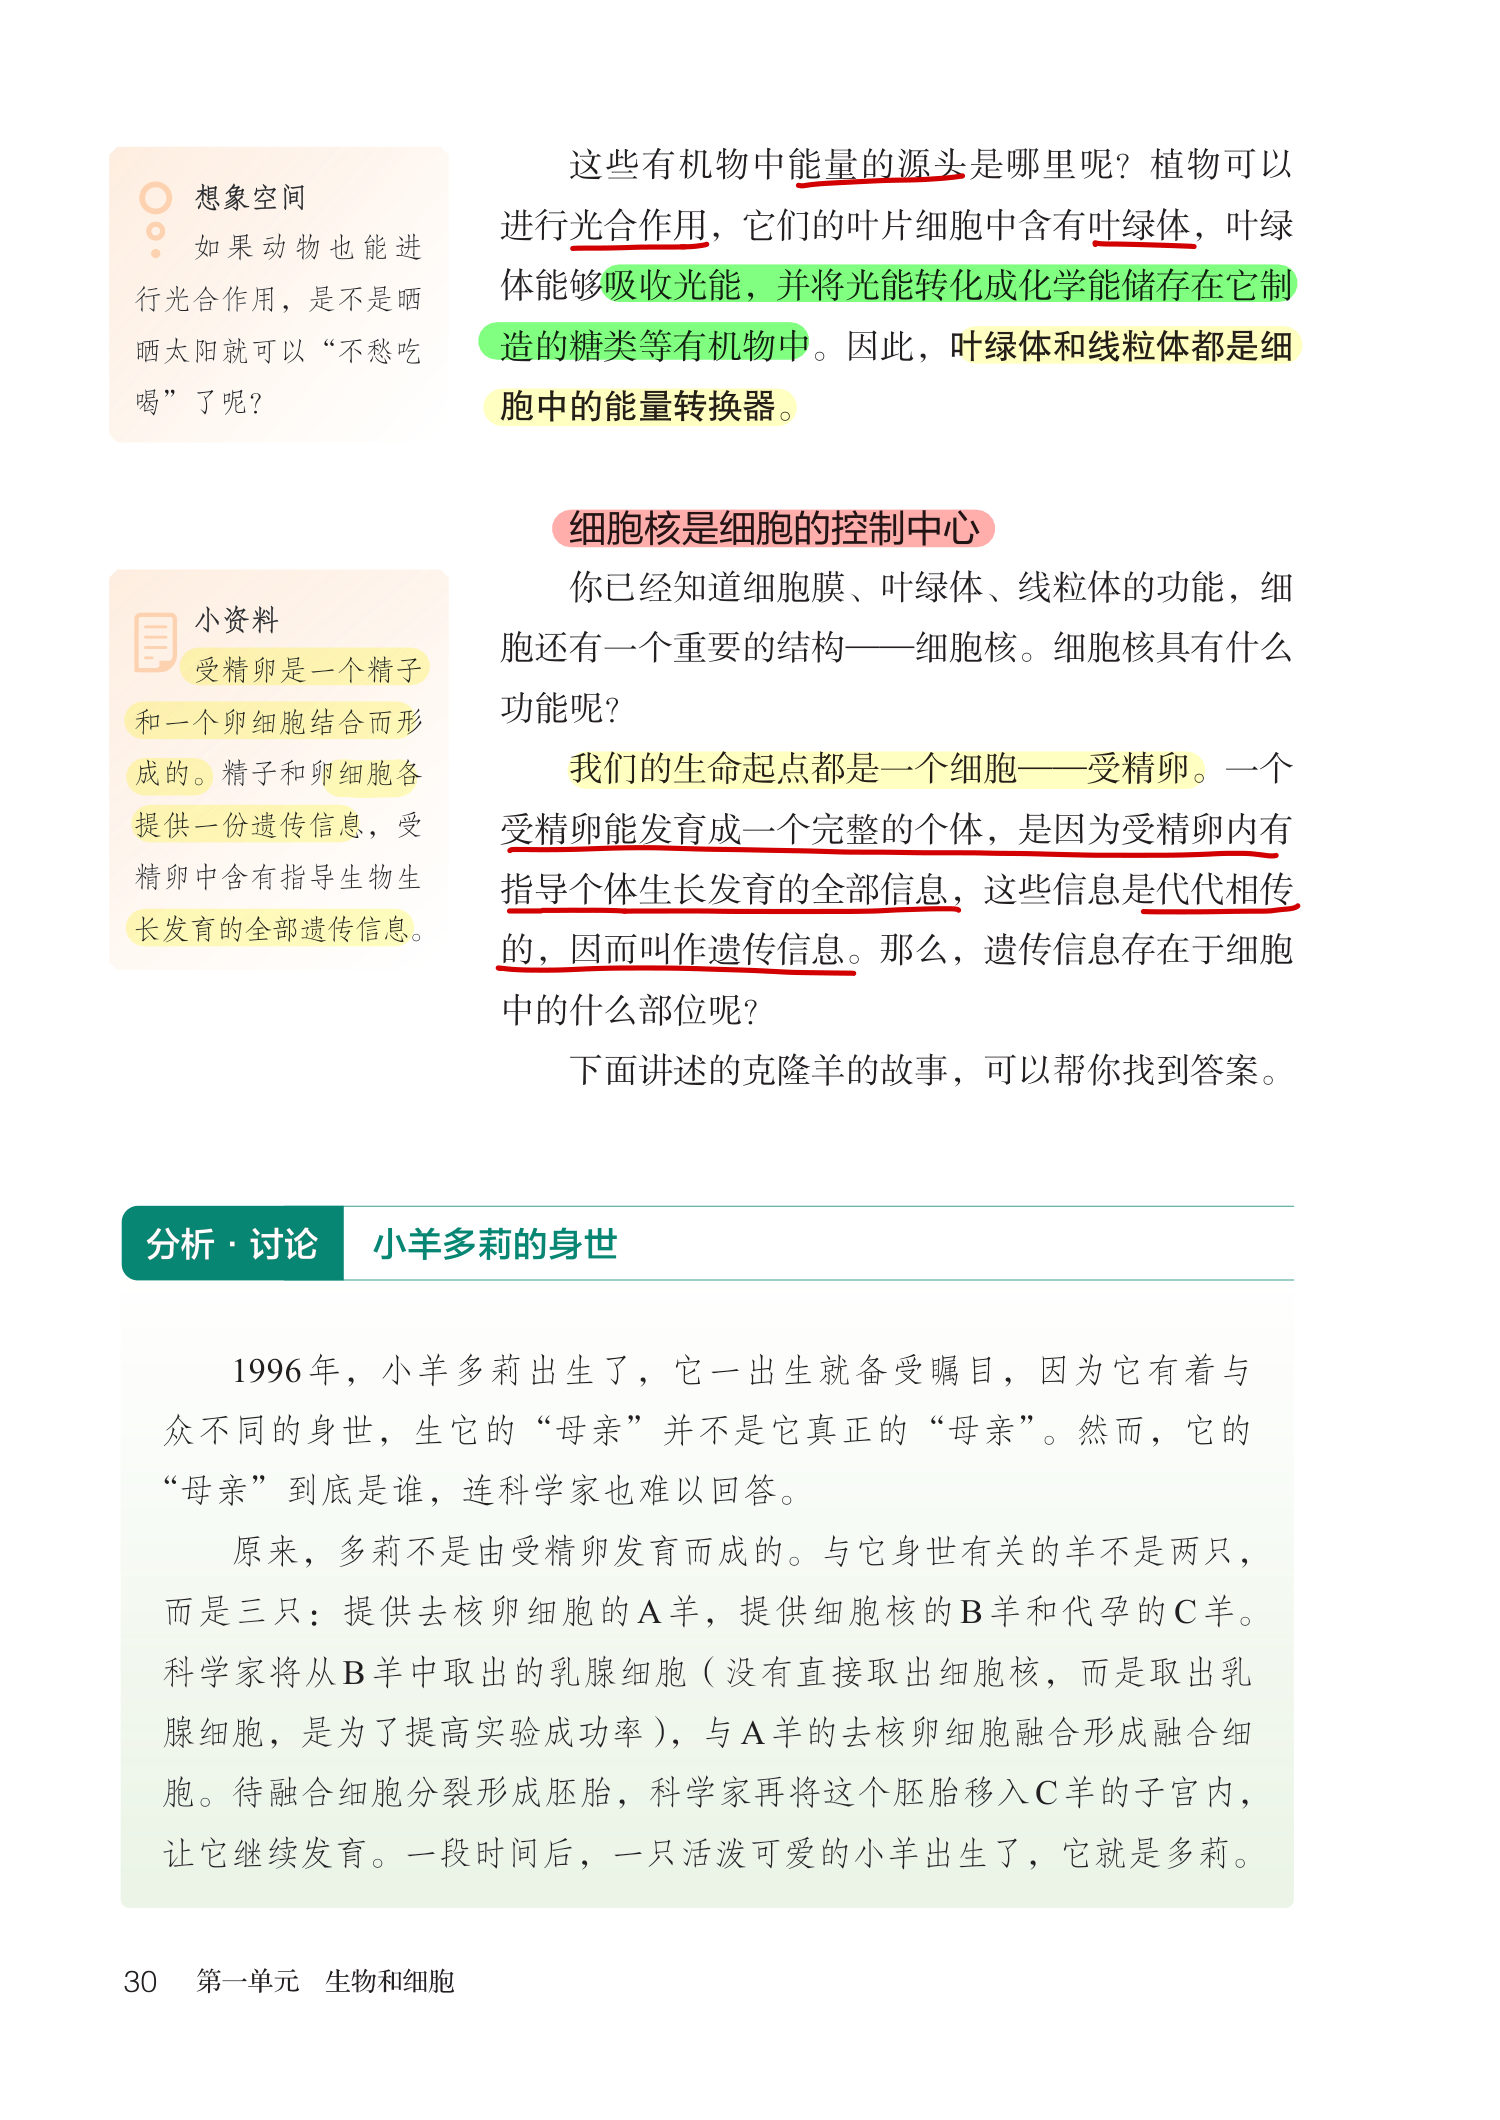 想象空间
如果动物也能进
行光合作用，是不是晒
晒太阳就可以“不愁吃
喝”了呢？
这些有机物中能量的源头是哪里呢？植物可以
进行光合作用，它们的叶片细胞中含有叶绿体，叶绿
体能够吸收光能，并将光能转化成化学能储存在它制
造的糖类等有机物中。因此，叶绿体和线粒体都是细
胞中的能量转换器。
细胞核是细胞的控制中心
你已经知道细胞膜、叶绿体、线粒体的功能，细
胞还有一个重要的结构——细胞核。细胞核具有什么
功能呢？
小资料
受精卵是一个精子
和一个卵细胞结合而形
成的。精子和卵细胞各
提供一份遗传信息，受
精卵中含有指导生物生
长发育的全部遗传信息。
我们的生命起点都是一个细胞——受精卵。一个
受精卵能发育成一个完整的个体，是因为受精卵内有
指导个体生长发育的全部信息，这些信息是代代相传
的，因而叫作遗传信息。那么，遗传信息存在于细胞
中的什么部位呢？
下面讲述的克隆羊的故事，可以帮你找到答案。
分析·讨论 小羊多莉的身世
1996年，小羊多莉出生了，它一出生就备受瞩目，因为它有着与
众不同的身世，生它的“母亲”并不是它真正的“母亲”。然而，它的
“母亲”到底是谁，连科学家也难以回答。
原来，多莉不是由受精卵发育而成的。与它身世有关的羊不是两只，
而是三只：提供去核卵细胞的A羊，提供细胞核的B羊和代孕的C羊。
科学家将从B羊中取出的乳腺细胞（没有直接取出细胞核，而是取出乳
腺细胞，是为了提高实验成功率），与A羊的去核卵细胞融合形成融合细
胞。待融合细胞分裂形成胚胎，科学家再将这个胚胎移入C羊的子宫内，
让它继续发育。一段时间后，一只活泼可爱的小羊出生了，它就是多莉。
30 第一单元 生物和细胞